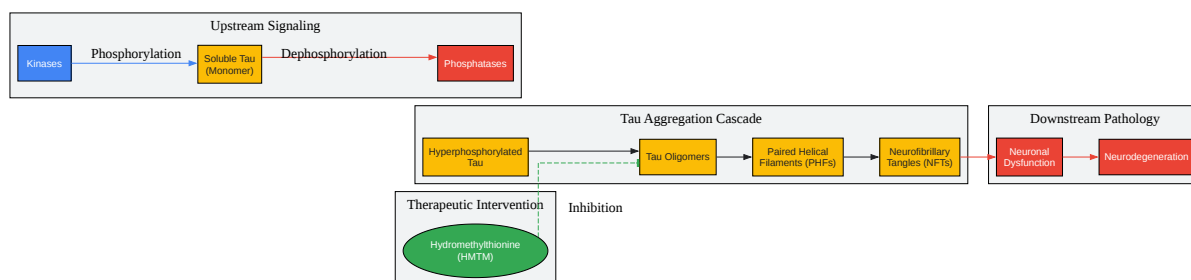 Upstream Signaling
Kinases
Phosphorylation
Soluble Tau
(Monomer)
Dephosphorylation
Phosphatases
Tau Aggregation Cascade
Hyperphosphorylated
Tau
Tau Oligomers
Paired Helical
Filaments (PHFs)
Neurofibrillary
Tangles (NFTs)
Downstream Pathology
Neuronal
Dysfunction
Neurodegeneration
Therapeutic Intervention
Inhibition
Hydromethylthionine
(HMTM)